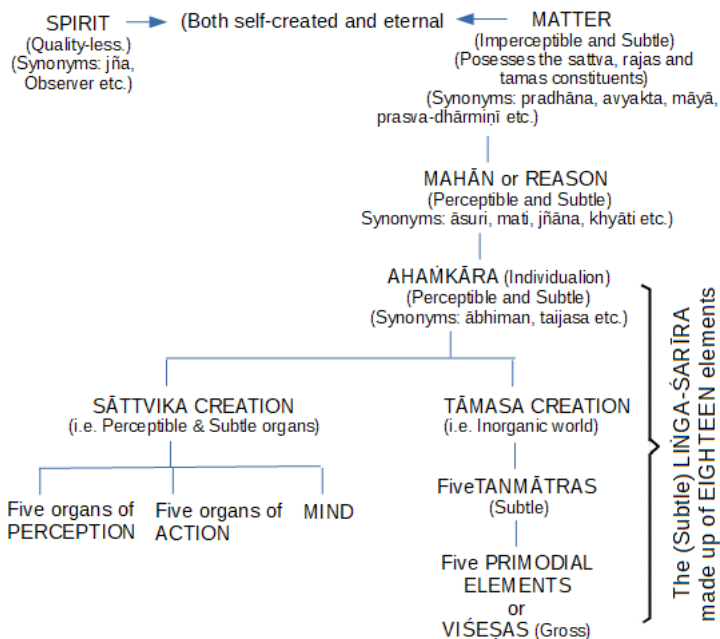 SPIRIT
(Quality-less.)
(Synonyms: jña,
Observer etc.)
(Both self-created and eternal
MATTER
(Imperceptible and Subtle)
(Posesses the sattva, rajas and
tamas constituents)
(Synonyms: pradhāna, avyakta, māyā,
prasva-dhārmiṇī etc.)
MAHĀN or REASON
(Perceptible and Subtle)
Synonyms: āsuri, mati, jñāna, khyāti etc.)
AHAṀKĀRA (Individualion)
(Perceptible and Subtle)
(Synonyms: ābhiman, taijasa etc.)
SĀTTVIKA CREATION
(i.e. Perceptible & Subtle organs)
TĀMASA CREATION
(i.e. Inorganic world)
Five organs of
PERCEPTION
Five organs of
ACTION
MIND
FiveTANMĀTRAS
(Subtle)
Five PRIMODIAL
ELEMENTS
or
VIŚEṢAS (Gross)
The (Subtle) LIṄGA-ŚARĪRA
made up of EIGHTEEN elements